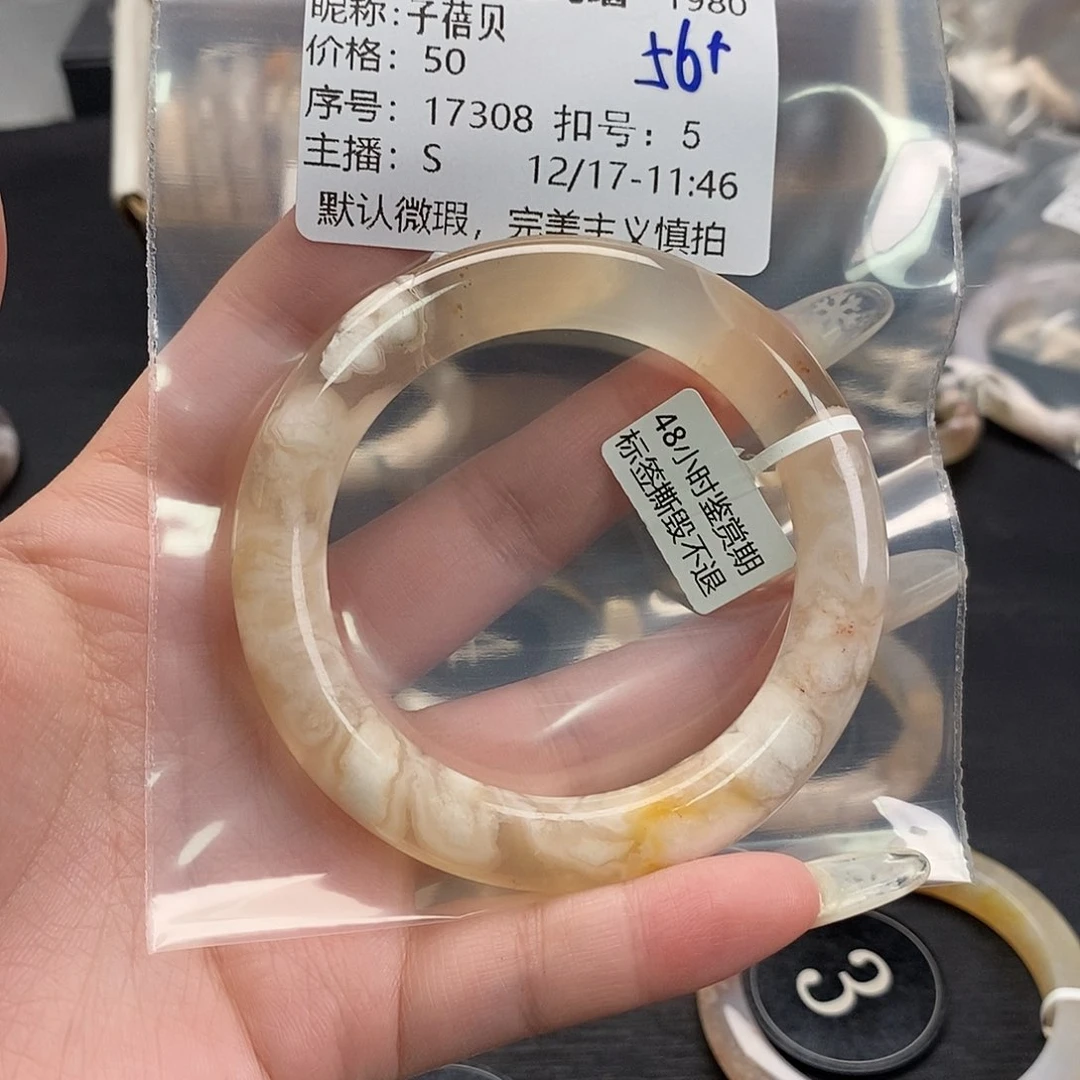 1980
昵称:子蓓贝
价格: 50
56+
序号: 17308 扣号: 5
主播: S 12/17-11:46
默认微瑕, 完美主义慎拍
48小时鉴赏期
标签撕毁不退
3